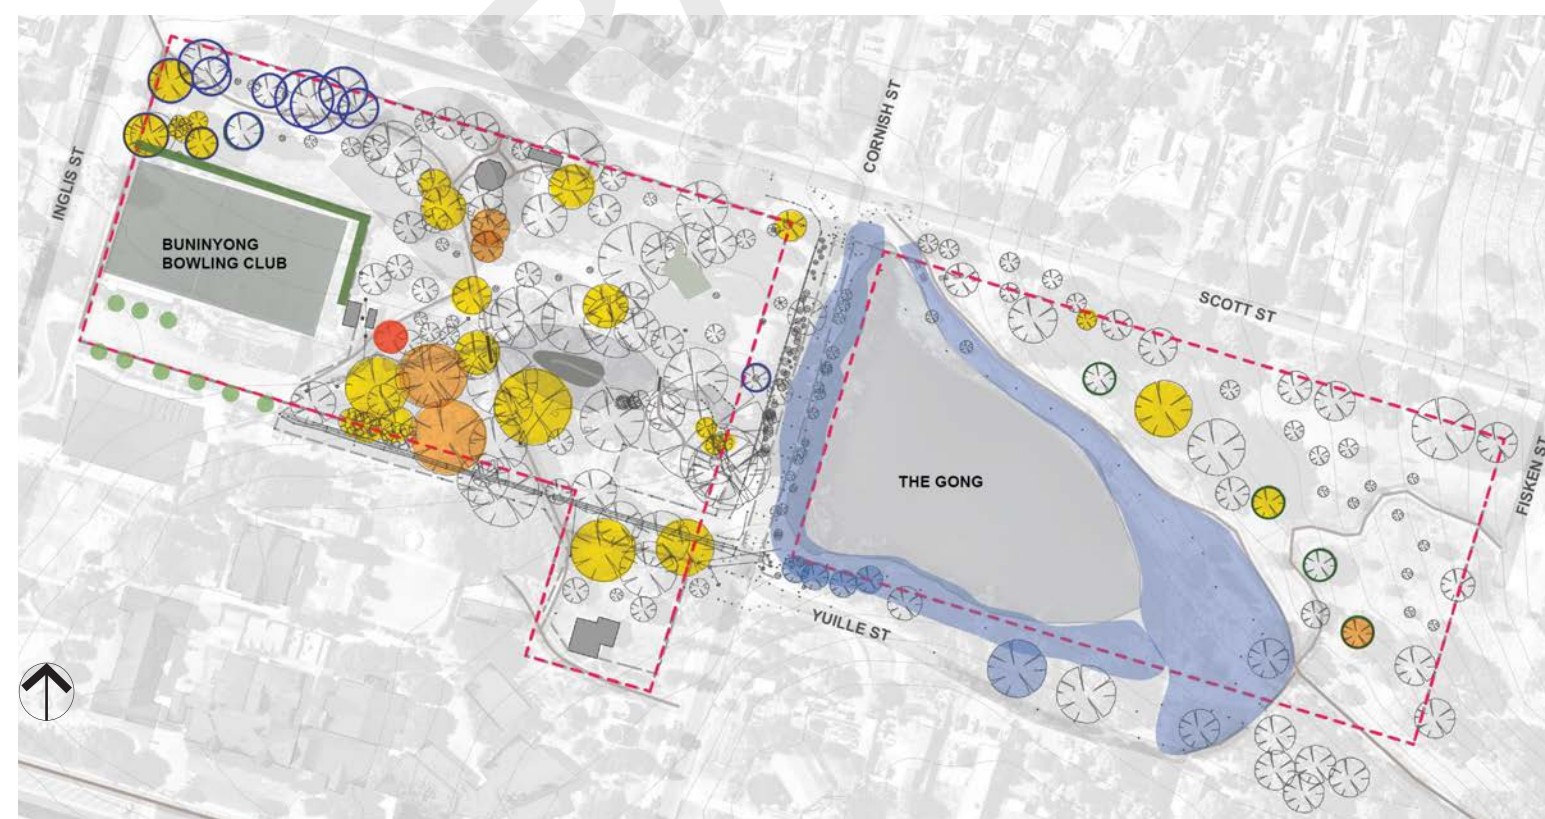 CORNISH ST
INGLIS ST
BUNINYONG
BOWLING CLUB
SCOTT ST
THE GONG
FISKEN ST
YUILLE ST